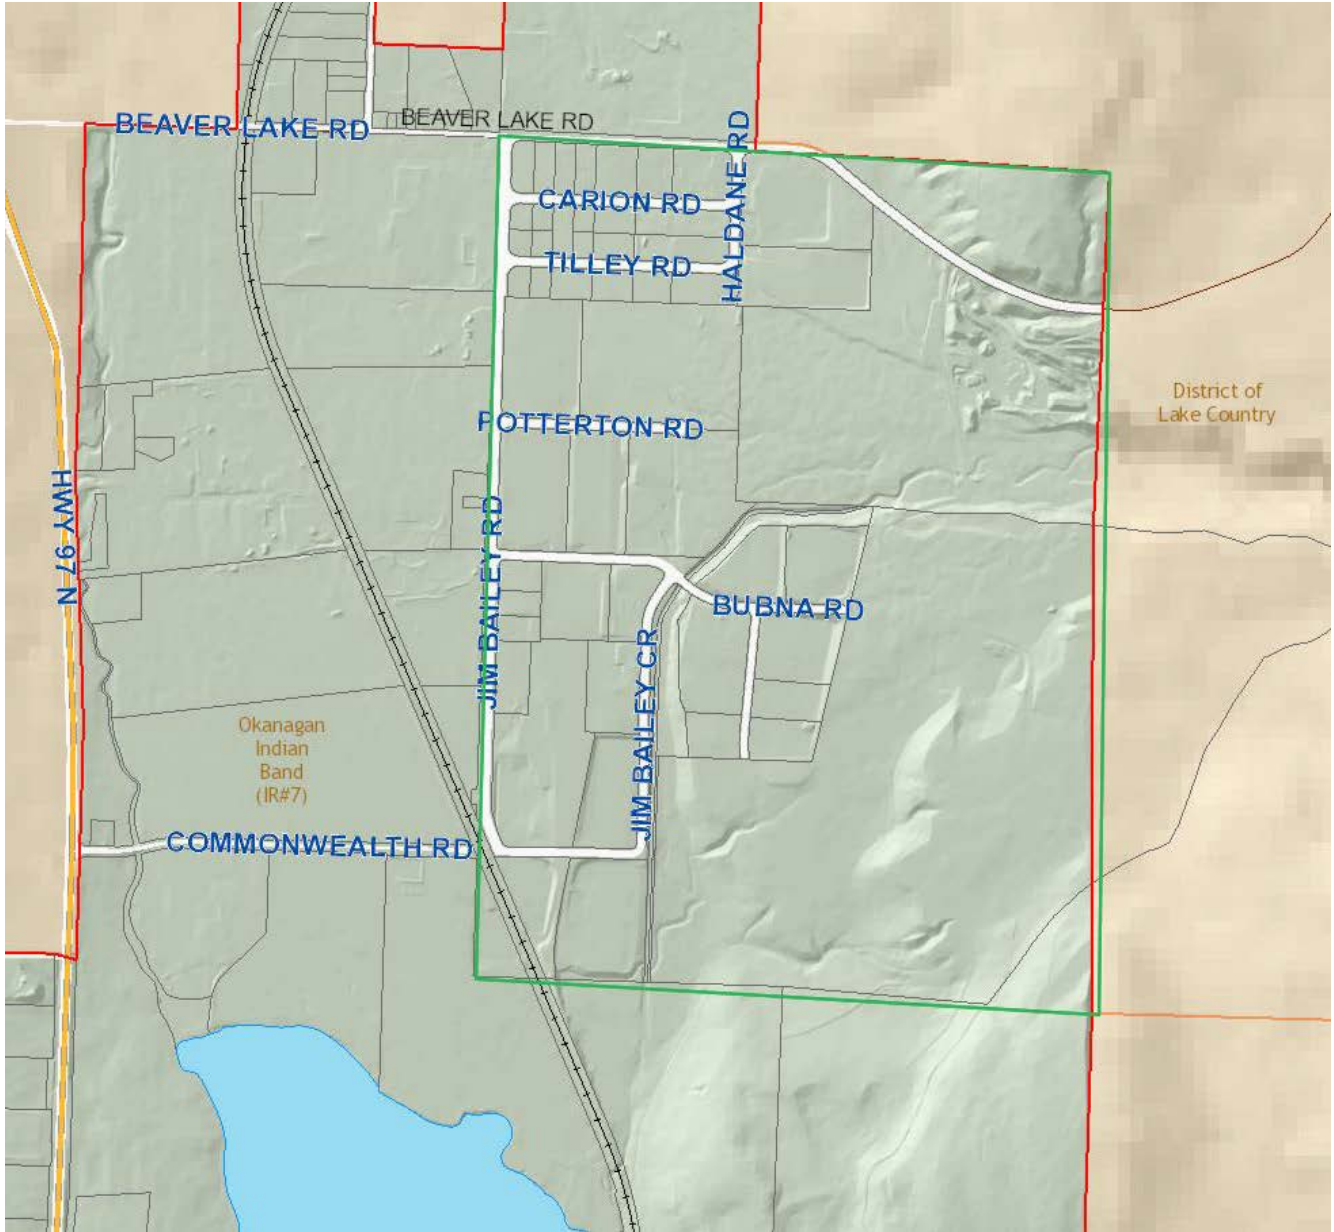 BEAVER LAKE RD
BEAVER LAKE RD
HALDANE RD
CARION RD
TILLEY RD
District of
Lake Country
POTTERTON RD
HWY 97 N
JIM BAILEY RD
BUBNA RD
JIM BAILEY CR
Okanagan
Indian
Band
(IR#7)
COMMONWEALTH RD